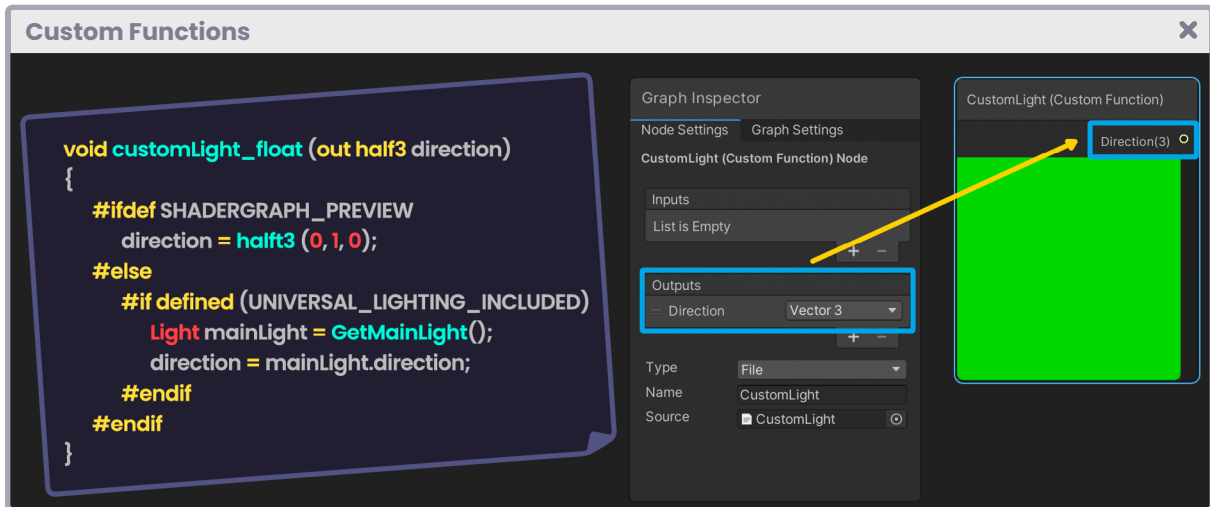 Custom Functions
void customLight_float (out half3 direction)
{
#ifdef SHADERGRAPH_PREVIEW
direction = halft3 (0, 1, 0);
#else
#if defined (UNIVERSAL_LIGHTING_INCLUDED)
Light mainLight = GetMainLight();
direction = mainLight.direction;
#endif
#endif
}
Graph Inspector
Node Settings Graph Settings
CustomLight (Custom Function) Node
Inputs
List is Empty
+ −
Outputs
Direction Vector 3
+ −
Type File
Name CustomLight
Source CustomLight
CustomLight (Custom Function)
Direction(3)